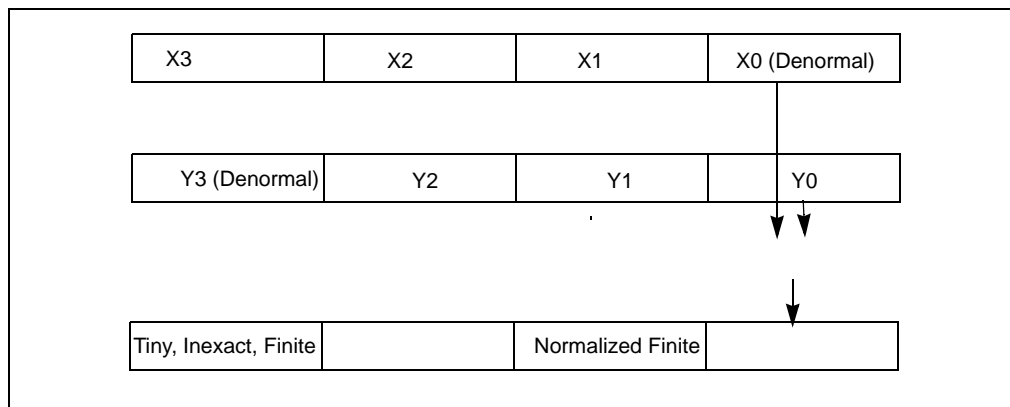 X3 X2 X1 X0 (Denormal)
Y3 (Denormal) Y2 Y1 Y0
Tiny, Inexact, Finite Normalized Finite